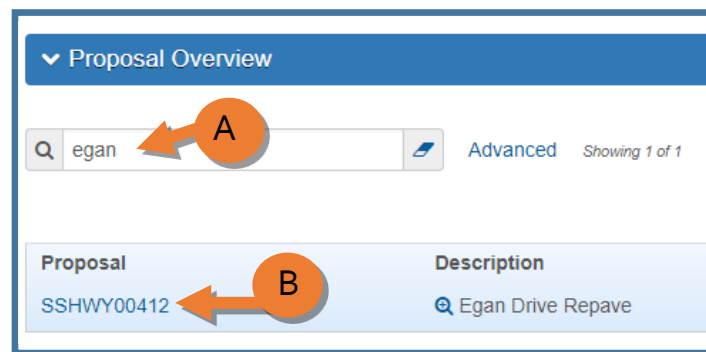 Proposal Overview
A
egan
Advanced Showing 1 of 1
Proposal Description
B
SSHWY00412 Egan Drive Repave